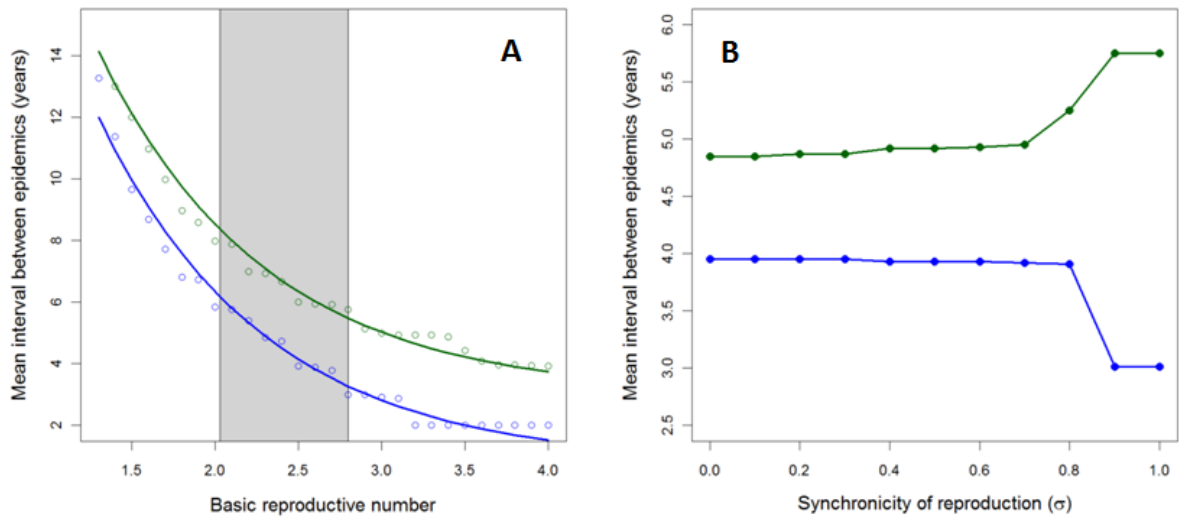 A
Mean interval between epidemics (years)
14
12
10
8
6
4
2
1.5 2.0 2.5 3.0 3.5 4.0
Basic reproductive number
B
Mean interval between epidemics (years)
6.0
5.5
5.0
4.5
4.0
3.5
3.0
2.5
0.0 0.2 0.4 0.6 0.8 1.0
Synchronicity of reproduction (σ)